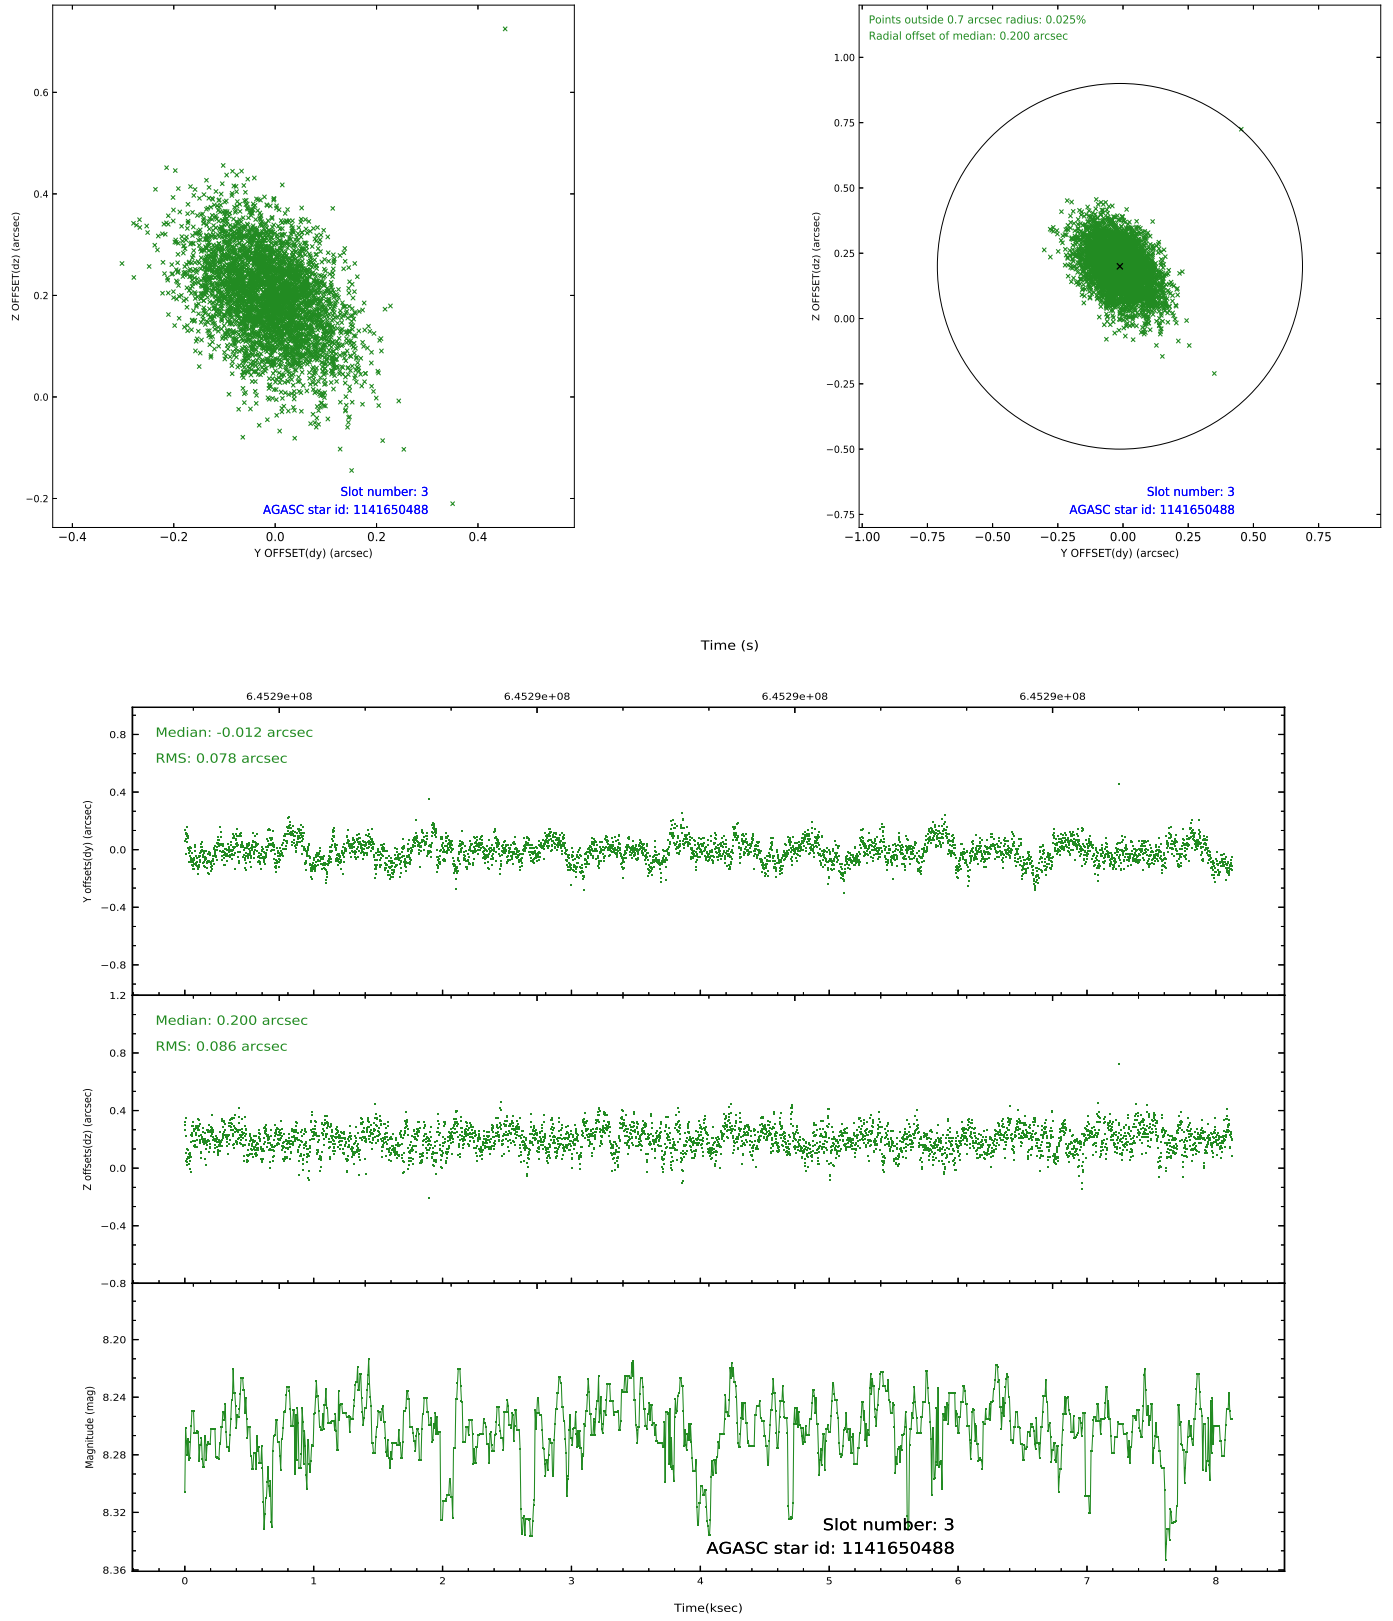 0.6
0.4
0.2
0.0
−0.2
−0.4
−0.2
0.0
0.2
0.4
Z OFFSET(dz) (arcsec)
Y OFFSET(dy) (arcsec)
Slot number: 3
AGASC star id: 1141650488
Points outside 0.7 arcsec radius: 0.025%
Radial offset of median: 0.200 arcsec
1.00
0.75
0.50
0.25
0.00
−0.25
−0.50
−0.75
−1.00
−0.75
−0.50
−0.25
0.00
0.25
0.50
0.75
Z OFFSET(dz) (arcsec)
Y OFFSET(dy) (arcsec)
Slot number: 3
AGASC star id: 1141650488
Time (s)
6.4529e+08
6.4529e+08
6.4529e+08
6.4529e+08
Median: -0.012 arcsec
RMS: 0.078 arcsec
0.8
0.4
0.0
−0.4
−0.8
Y offsets(dy) (arcsec)
Median: 0.200 arcsec
RMS: 0.086 arcsec
1.2
0.8
0.4
0.0
−0.4
−0.8
Z offsets(dz) (arcsec)
8.20
8.24
8.28
8.32
8.36
Magnitude (mag)
Slot number: 3
AGASC star id: 1141650488
0
1
2
3
4
5
6
7
8
Time(ksec)